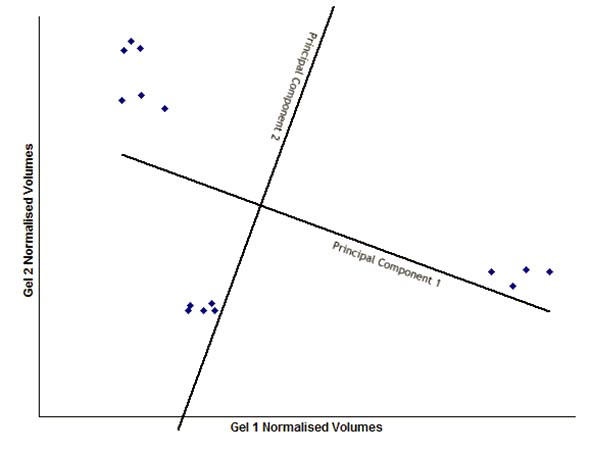 Principal Component 2
Principal Component 1
Gel 2 Normalised Volumes
Gel 1 Normalised Volumes